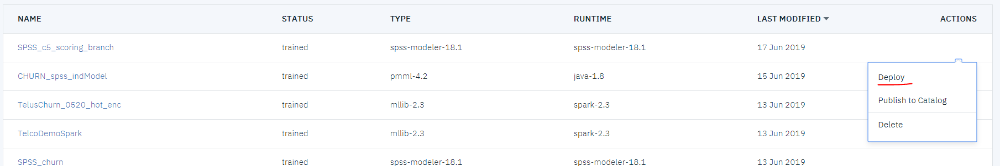 NAME STATUS TYPE RUNTIME LAST MODIFIED ACTIONS
SPSS_c5_scoring_branch trained spss-modeler-18.1 spss-modeler-18.1 17 Jun 2019
CHURN_spss_indModel trained pmml-4.2 java-1.8 15 Jun 2019
Deploy
TelusChurn_0520_hot_enc trained mllib-2.3 spark-2.3 13 Jun 2019
Publish to Catalog
Delete
TelcoDemoSpark trained mllib-2.3 spark-2.3 13 Jun 2019
SPSS_churn trained spss-modeler-18.1 spss-modeler-18.1 13 Jun 2019